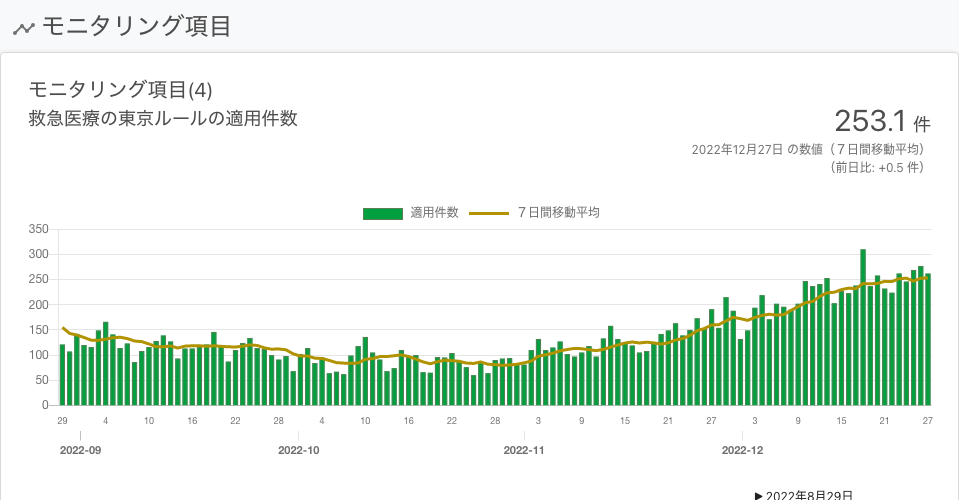 モニタリング項目
モニタリング項目(4)
救急医療の東京ルールの適用件数
253.1 件
2022年12月27日 の数値（７日間移動平均）
（前日比: +0.5 件）
適用件数 ７日間移動平均
350
300
250
200
150
100
50
0
29 4 10 16 22 28 4 10 16 22 28 3 9 15 21 27 3 9 15 21 27
2022-09 2022-10 2022-11 2022-12
▶ 2022年8月29日